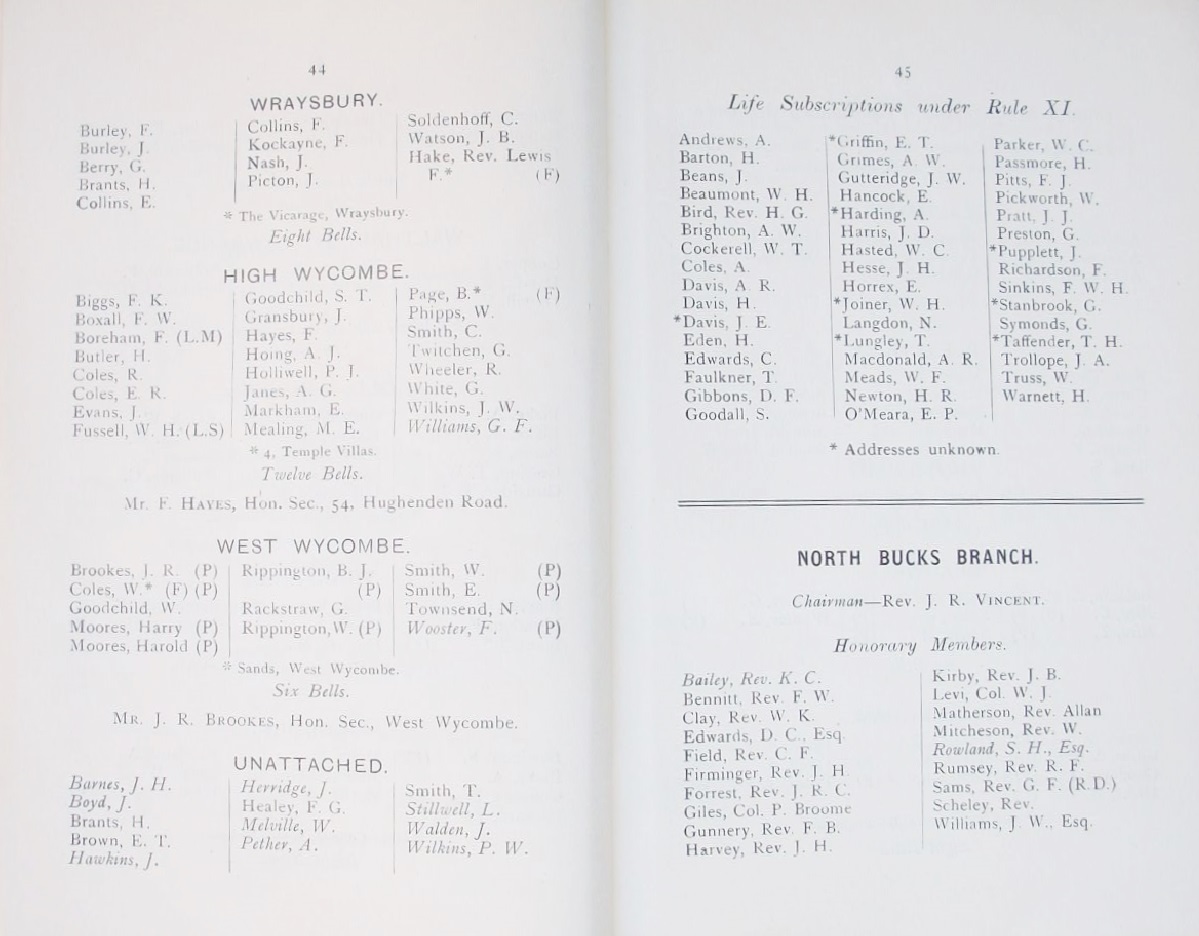 44
WRAYSBURY.
Burley, F.
Burley, J.
Berry, G.
Brants, H.
Collins, E.
Collins, F.
Kockayne, F.
Nash, J.
Picton, J.
Soldenhoff, C.
Watson, J. B.
Hake, Rev. Lewis
F.* (F)
* The Vicarage, Wraysbury.
Eight Bells.
HIGH WYCOMBE.
Biggs, F. K.
Boxall, F. W.
Boreham, F. (L.M)
Butler, H.
Coles, R.
Coles, E. R.
Evans, J.
Fussell, W. H. (L.S)
Goodchild, S. T.
Gransbury, J.
Hayes, F.
Hoing, A. J.
Holliwell, P. J.
Janes, A. G.
Markham, E.
Mealing, M. E.
Page, B.* (F)
Phipps, W.
Smith, C.
Twitchen, G.
Wheeler, R.
White, G.
Wilkins, J. W.
Williams, G. F.
* 4, Temple Villas.
Twelve Bells.
Mr. F. HAYES, Hon. Sec., 54, Hughenden Road.
WEST WYCOMBE.
Brookes, J. R. (P)
Coles, W.* (F) (P)
Goodchild, W.
Moores, Harry (P)
Moores, Harold (P)
Rippington, B. J.
(P)
Rackstraw, G.
Rippington, W. (P)
Smith, W. (P)
Smith, E. (P)
Townsend, N.
Wooster, F. (P)
* Sands, West Wycombe.
Six Bells.
MR. J. R. BROOKES, Hon. Sec., West Wycombe.
UNATTACHED.
Barnes, J. H.
Boyd, J.
Brants, H.
Brown, E. T.
Hawkins, J.
Herridge, J.
Healey, F. G.
Melville, W.
Pether, A.
Smith, T.
Stillwell, L.
Walden, J.
Wilkins, P. W.
45
Life Subscriptions under Rule XI.
Andrews, A.
Barton, H.
Beans, J.
Beaumont, W. H.
Bird, Rev. H. G.
Brighton, A. W.
Cockerell, W. T.
Coles, A.
Davis, A. R.
Davis, H.
*Davis, J. E.
Eden, H.
Edwards, C.
Faulkner, T.
Gibbons, D. F.
Goodall, S.
*Griffin, E. T.
Grimes, A. W.
Gutteridge, J. W.
Hancock, E.
*Harding, A.
Harris, J. D.
Hasted, W. C.
Hesse, J. H.
Horrex, E.
*Joiner, W. H.
Langdon, N.
*Lungley, T.
Macdonald, A. R.
Meads, W. F.
Newton, H. R.
O'Meara, E. P.
Parker, W. C.
Passmore, H.
Pitts, F. J.
Pickworth, W.
Pratt, J. J.
Preston, G.
*Pupplett, J.
Richardson, F.
Sinkins, F. W. H.
*Stanbrook, G.
Symonds, G.
*Taffender, T. H.
Trollope, J. A.
Truss, W.
Warnett, H.
* Addresses unknown.
NORTH BUCKS BRANCH.
Chairman—Rev. J. R. VINCENT.
Honorary Members.
Bailey, Rev. K. C.
Bennitt, Rev. F. W.
Clay, Rev. W. K.
Edwards, D. C., Esq.
Field, Rev. C. F.
Firminger, Rev. J. H.
Forrest, Rev. J. R. C.
Giles, Col. P. Broome
Gunnery, Rev. F. B.
Harvey, Rev. J. H.
Kirby, Rev. J. B.
Levi, Col. W. J.
Matherson, Rev. Allan
Mitcheson, Rev. W.
Rowland, S. H., Esq.
Rumsey, Rev. R. F.
Sams, Rev. G. F. (R.D.)
Scheley, Rev.
Williams, J. W., Esq.